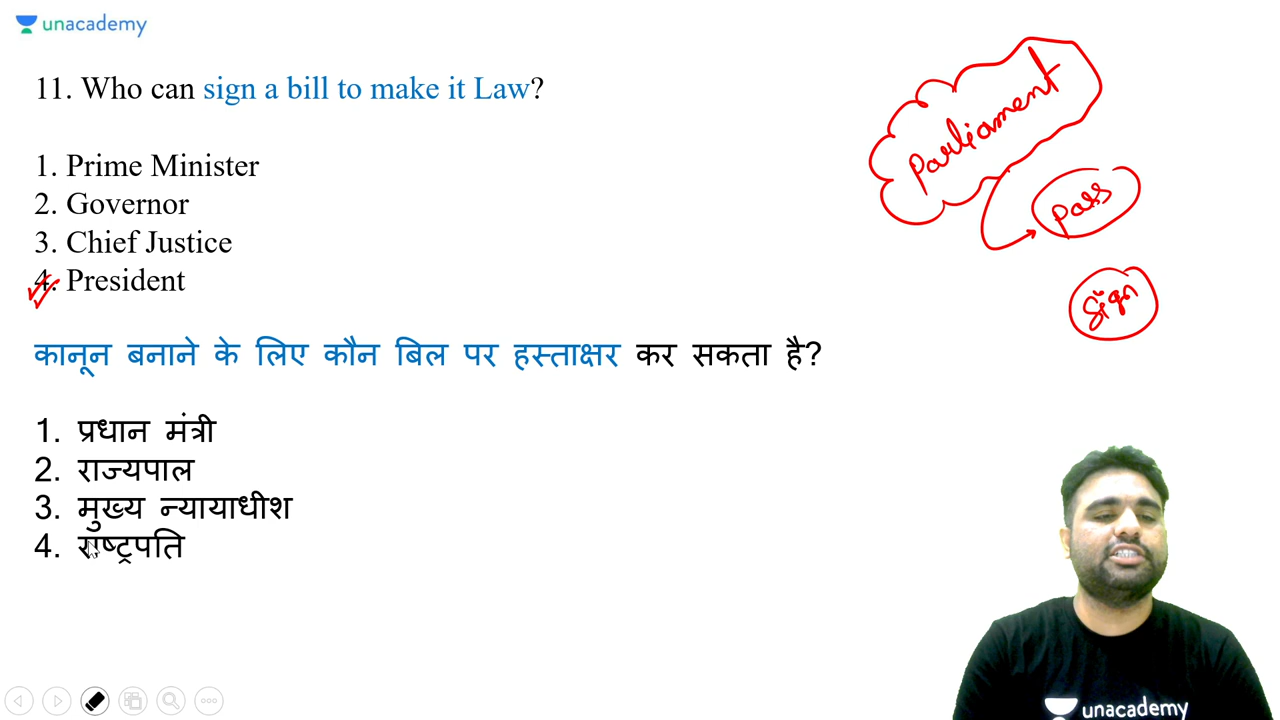 unacademy
11. Who can sign a bill to make it Law?
1. Prime Minister
2. Governor
3. Chief Justice
4. President
Parliament
Pass
Sign
कानून बनाने के लिए कौन बिल पर हस्ताक्षर कर सकता है?
1. प्रधान मंत्री
2. राज्यपाल
3. मुख्य न्यायाधीश
4. राष्ट्रपति
unacademy